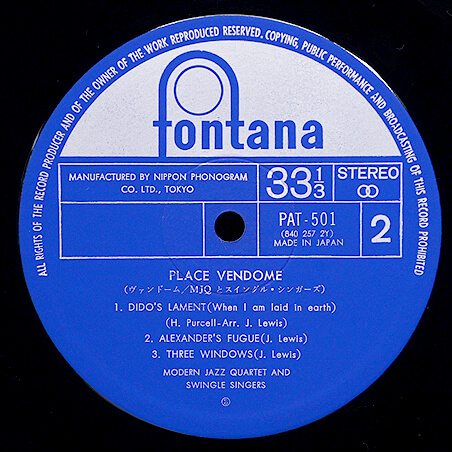 ALL RIGHTS OF THE RECORD PRODUCER AND OF THE OWNER OF THE WORK REPRODUCED RESERVED. COPYING, PUBLIC PERFORMANCE AND BROADCASTING OF THIS RECORD PROHIBITED
fontana
MANUFACTURED BY NIPPON PHONOGRAM
CO. LTD., TOKYO
33 1/3
STEREO
PAT-501
(840 257 2Y)
MADE IN JAPAN
2
PLACE VENDOME
(ヴァンドーム/MJQとスイングル・シンガーズ)
1. DIDO'S LAMENT(When I am laid in earth)
(H. Purcell-Arr. J. Lewis)
2. ALEXANDER'S FUGUE(J. Lewis)
3. THREE WINDOWS(J. Lewis)
MODERN JAZZ QUARTET AND
SWINGLE SINGERS